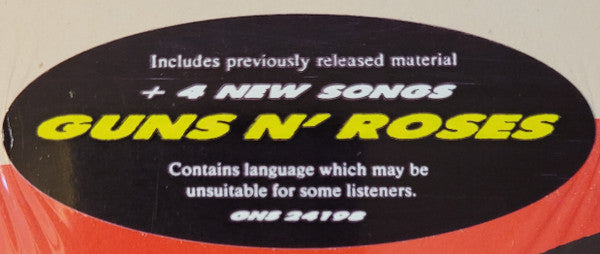 Includes previously released material
+ 4 NEW SONGS
GUNS N' ROSES
Contains language which may be
unsuitable for some listeners.
GHS 24198